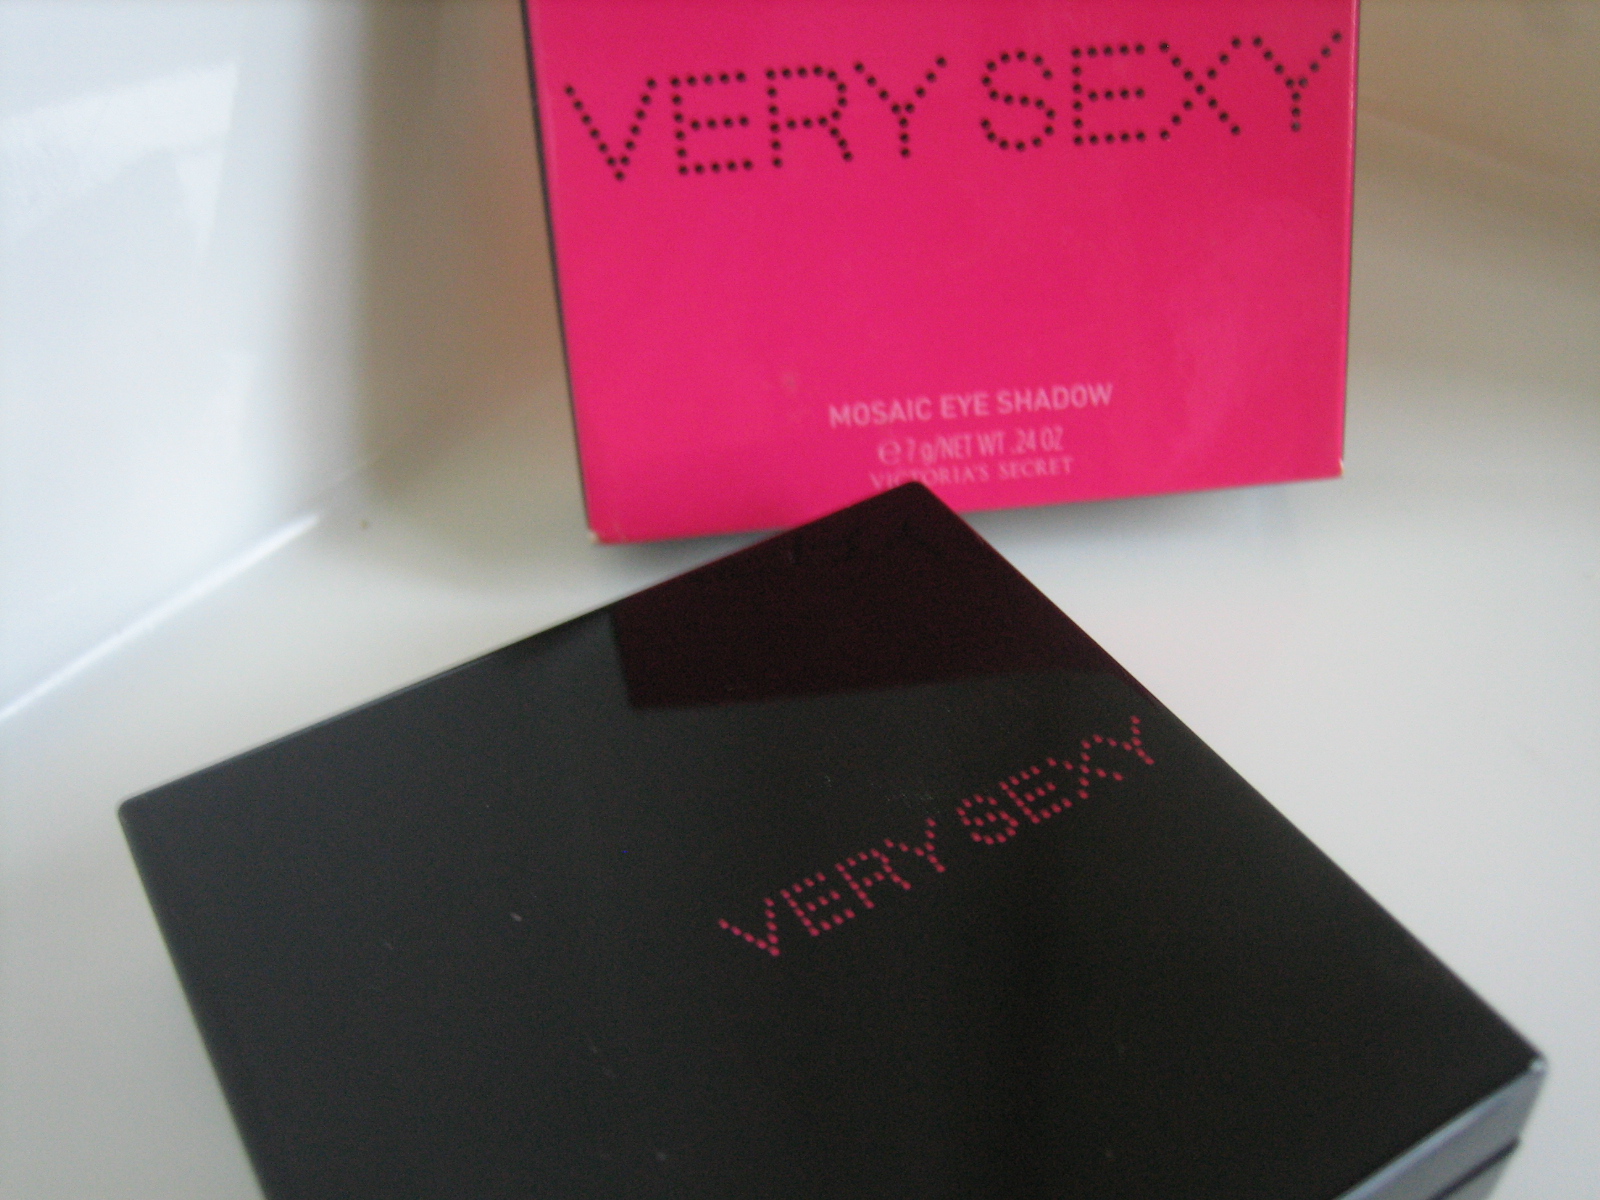 VERY SEXY
MOSAIC EYE SHADOW
℮ 7 g/NET WT .24 OZ
VICTORIA'S SECRET
VERY SEXY